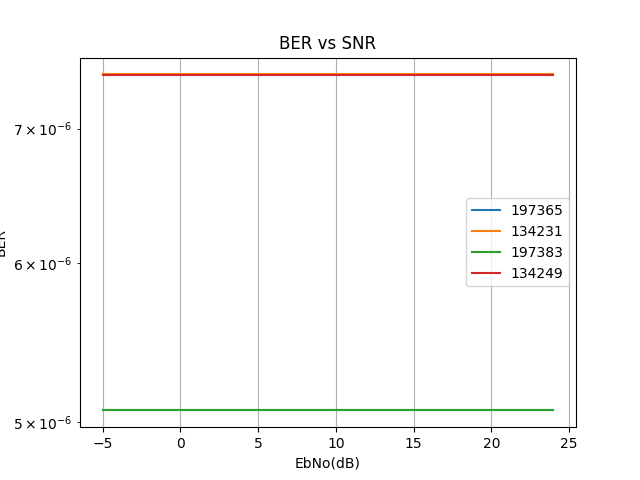 BER vs SNR
7 × 10⁻⁶
6 × 10⁻⁶
5 × 10⁻⁶
BER
197365
134231
197383
134249
−5
0
5
10
15
20
25
EbNo(dB)